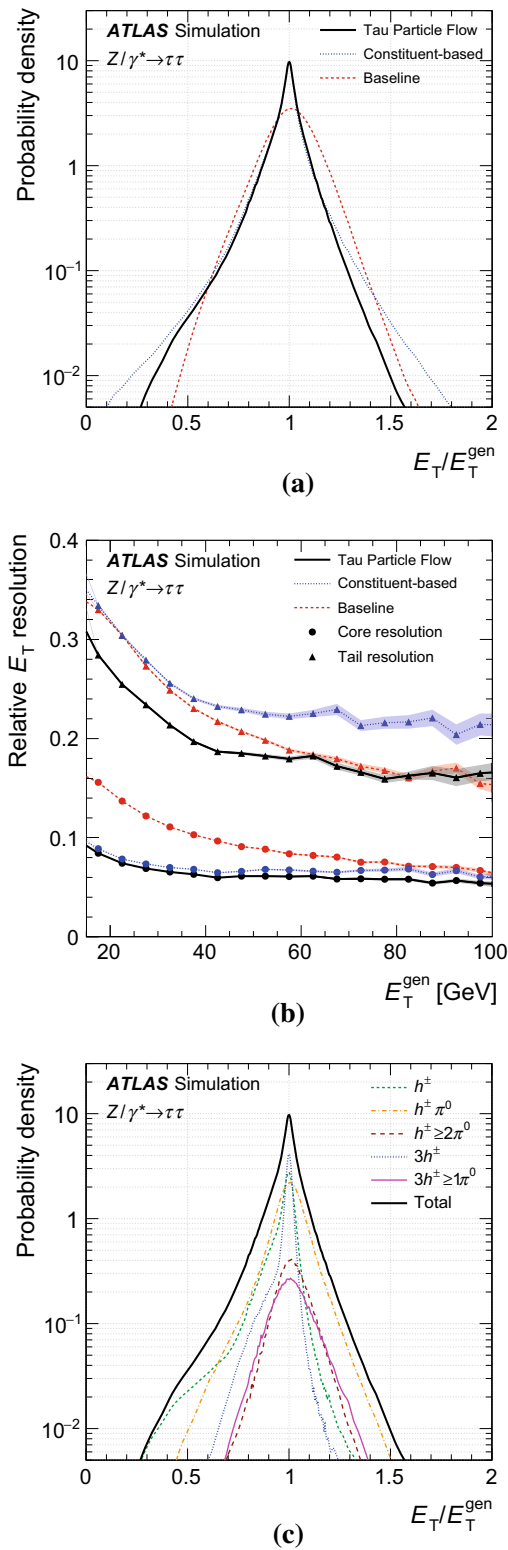 ATLAS Simulation
Z/γ*→ττ
Tau Particle Flow
Constituent-based
Baseline
Probability density
10
1
10⁻¹
10⁻²
0 0.5 1 1.5 2
E_T/E_T^gen
(a)
ATLAS Simulation
Z/γ*→ττ
Tau Particle Flow
Constituent-based
Baseline
Core resolution
Tail resolution
Relative E_T resolution
0.4
0.3
0.2
0.1
0
20 40 60 80 100
E_T^gen [GeV]
(b)
ATLAS Simulation
Z/γ*→ττ
h^±
h^± π⁰
h^± ≥2π⁰
3h^±
3h^± ≥1π⁰
Total
Probability density
10
1
10⁻¹
10⁻²
0 0.5 1 1.5 2
E_T/E_T^gen
(c)